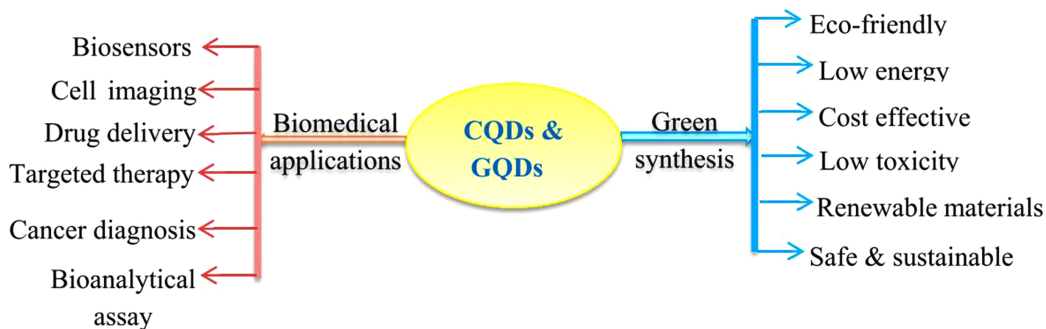 Biosensors
Cell imaging
Drug delivery
Targeted therapy
Cancer diagnosis
Bioanalytical
assay
Biomedical
applications
CQDs &
GQDs
Green
synthesis
Eco-friendly
Low energy
Cost effective
Low toxicity
Renewable materials
Safe & sustainable